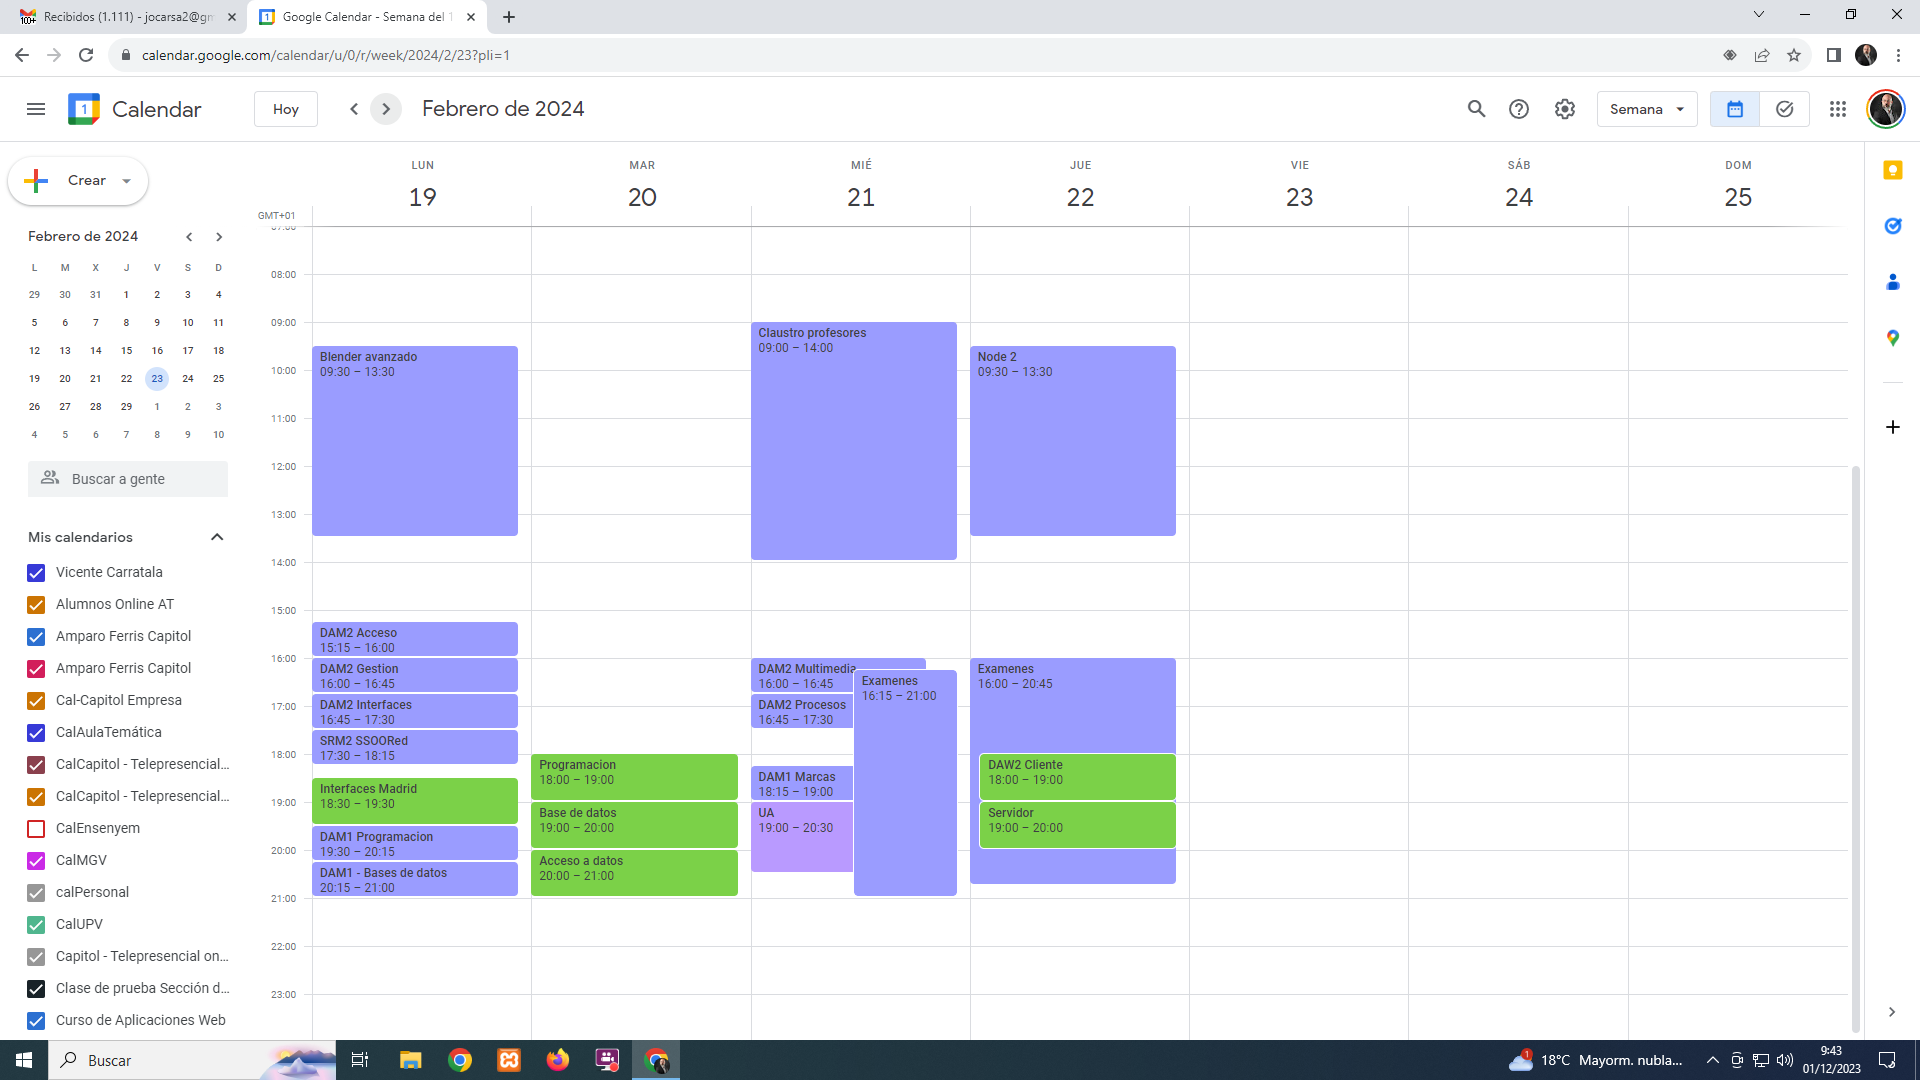 100+
Recibidos (1.111) - jocarsa2@gm
1
Google Calendar - Semana del 1
calendar.google.com/calendar/u/0/r/week/2024/2/23?pli=1
1
Calendar
Hoy
Febrero de 2024
Semana
Crear
LUN
MAR
MIÉ
JUE
VIE
SÁB
DOM
19
20
21
22
23
24
25
GMT+01
07:00
08:00
09:00
10:00
11:00
12:00
13:00
14:00
15:00
16:00
17:00
18:00
19:00
20:00
21:00
22:00
23:00
Febrero de 2024
L M X J V S D
29 30 31 1 2 3 4
5 6 7 8 9 10 11
12 13 14 15 16 17 18
19 20 21 22 23 24 25
26 27 28 29 1 2 3
4 5 6 7 8 9 10
Buscar a gente
Mis calendarios
Vicente Carratala
Alumnos Online AT
Amparo Ferris Capitol
Amparo Ferris Capitol
Cal-Capitol Empresa
CalAulaTemática
CalCapitol - Telepresencial...
CalCapitol - Telepresencial...
CalEnsenyem
CalMGV
calPersonal
CalUPV
Capitol - Telepresencial on...
Clase de prueba Sección d...
Curso de Aplicaciones Web
Blender avanzado
09:30 – 13:30
DAM2 Acceso
15:15 – 16:00
DAM2 Gestion
16:00 – 16:45
DAM2 Interfaces
16:45 – 17:30
SRM2 SSOORed
17:30 – 18:15
Interfaces Madrid
18:30 – 19:30
DAM1 Programacion
19:30 – 20:15
DAM1 - Bases de datos
20:15 – 21:00
Programacion
18:00 – 19:00
Base de datos
19:00 – 20:00
Acceso a datos
20:00 – 21:00
Claustro profesores
09:00 – 14:00
DAM2 Multimedia
16:00 – 16:45
Examenes
16:15 – 21:00
DAM2 Procesos
16:45 – 17:30
DAM1 Marcas
18:15 – 19:00
UA
19:00 – 20:30
Node 2
09:30 – 13:30
Examenes
16:00 – 20:45
DAW2 Cliente
18:00 – 19:00
Servidor
19:00 – 20:00
Buscar
1
18°C Mayorm. nubla...
9:43
01/12/2023